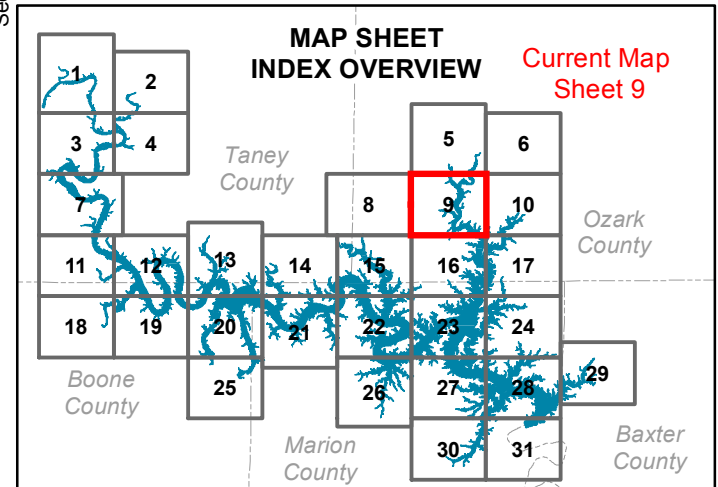 MAP SHEET
INDEX OVERVIEW
Current Map
Sheet 9
1
2
3
4
5
6
Taney
County
7
8
9
10
Ozark
County
11
12
13
14
15
16
17
18
19
20
21
22
23
24
25
26
27
28
29
30
31
Boone
County
Marion
County
Baxter
County